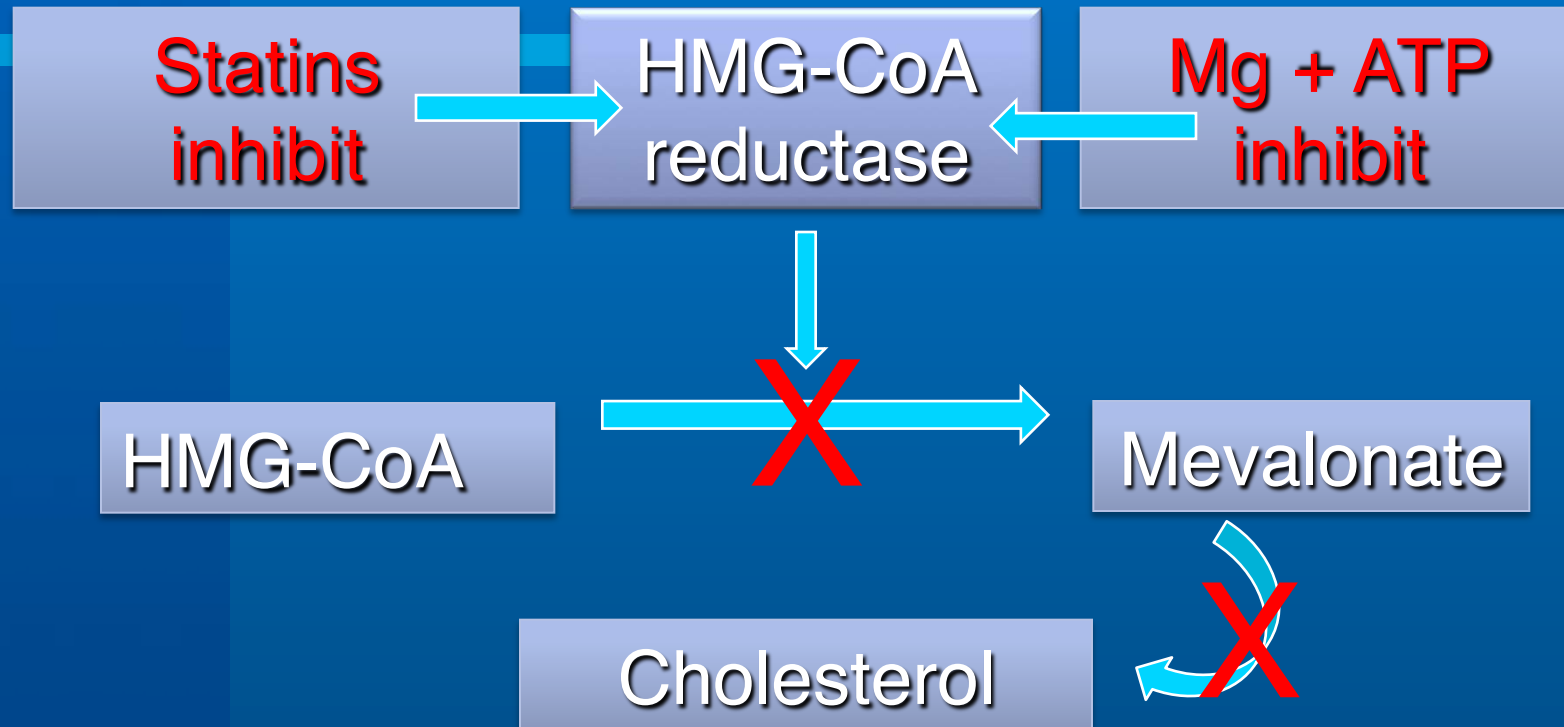 Statins
inhibit
HMG-CoA
reductase
Mg + ATP
inhibit
X
HMG-CoA
Mevalonate
X
Cholesterol